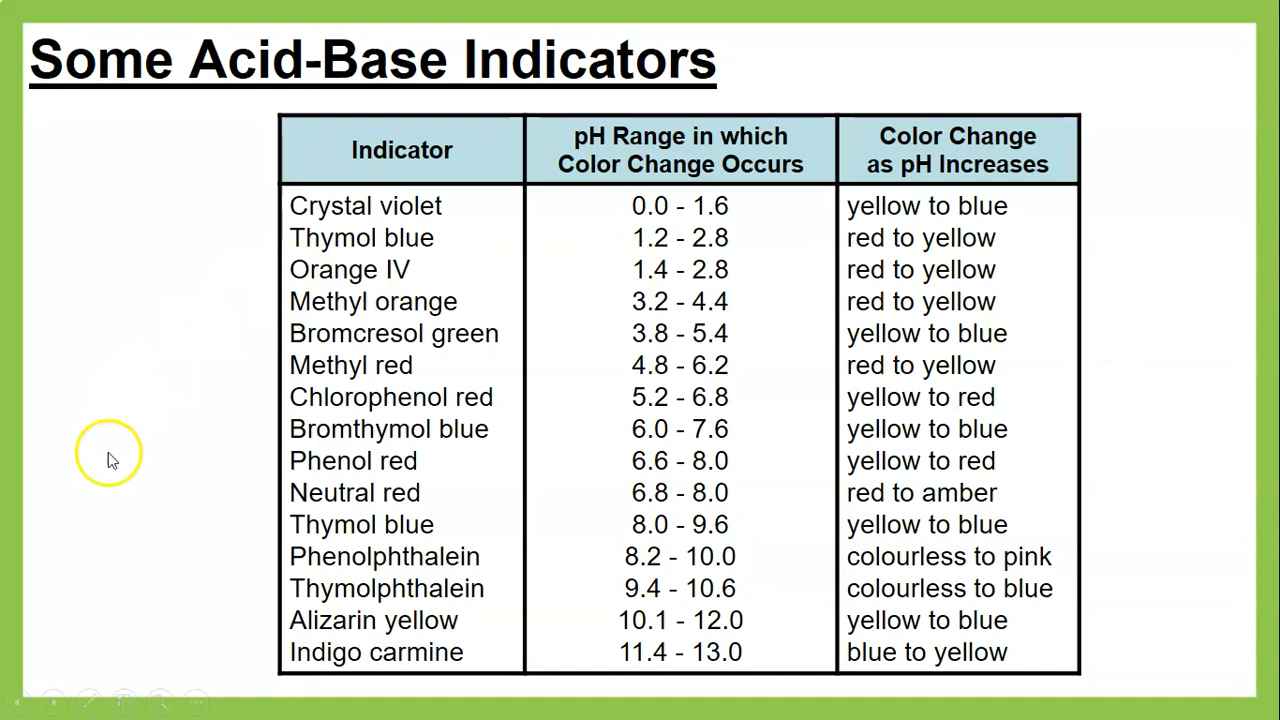 Some Acid-Base Indicators
Indicator
pH Range in which
Color Change Occurs
Color Change
as pH Increases
Crystal violet 0.0 - 1.6 yellow to blue
Thymol blue 1.2 - 2.8 red to yellow
Orange IV 1.4 - 2.8 red to yellow
Methyl orange 3.2 - 4.4 red to yellow
Bromcresol green 3.8 - 5.4 yellow to blue
Methyl red 4.8 - 6.2 red to yellow
Chlorophenol red 5.2 - 6.8 yellow to red
Bromthymol blue 6.0 - 7.6 yellow to blue
Phenol red 6.6 - 8.0 yellow to red
Neutral red 6.8 - 8.0 red to amber
Thymol blue 8.0 - 9.6 yellow to blue
Phenolphthalein 8.2 - 10.0 colourless to pink
Thymolphthalein 9.4 - 10.6 colourless to blue
Alizarin yellow 10.1 - 12.0 yellow to blue
Indigo carmine 11.4 - 13.0 blue to yellow